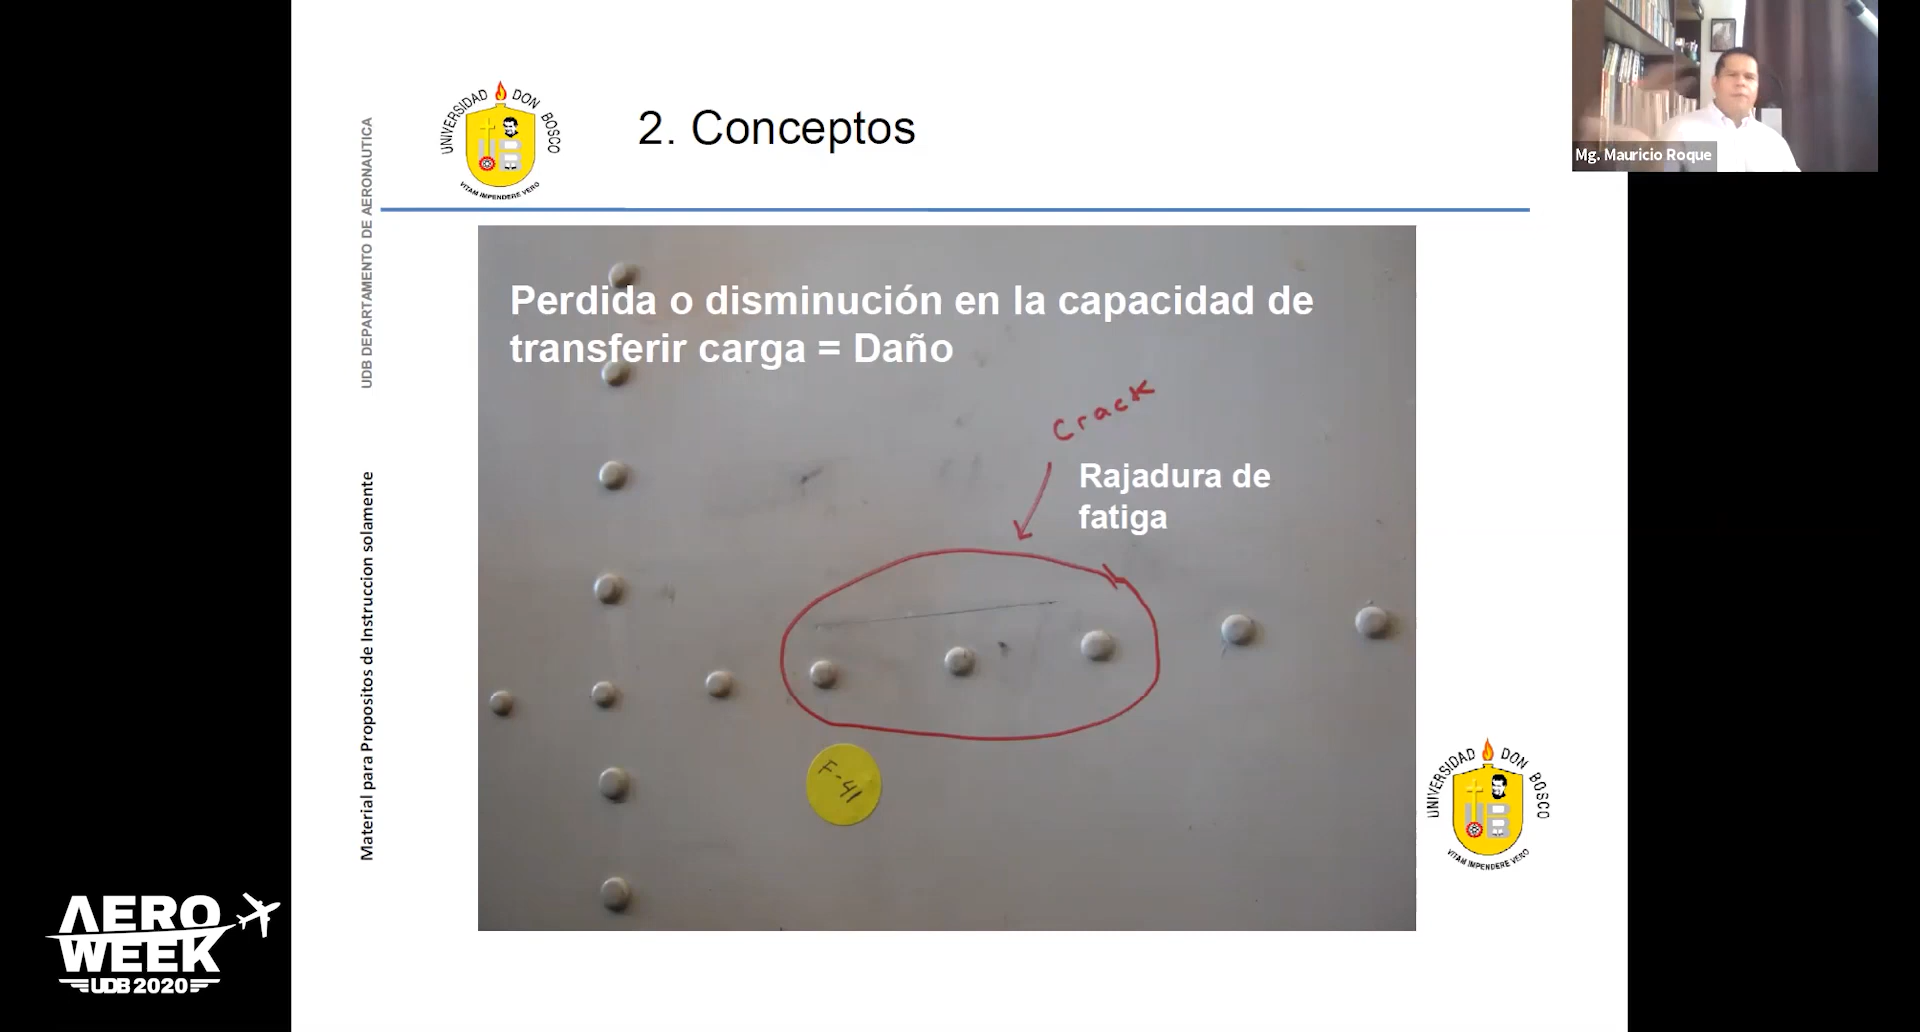 UNIVERSIDAD DON BOSCO
VITAM IMPENDERE VERO
2. Conceptos
Mg. Mauricio Roque
UDB DEPARTAMENTO DE AERONAUTICA
Material para Propositos de Instruccion solamente
Perdida o disminución en la capacidad de
transferir carga = Daño
Crack
Rajadura de
fatiga
F-41
UNIVERSIDAD DON BOSCO
VITAM IMPENDERE VERO
AERO
WEEK
UDB 2020